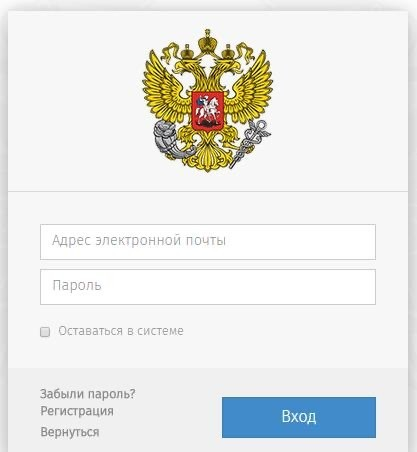 Адрес электронной почты
Пароль
Оставаться в системе
Забыли пароль?
Регистрация
Вернуться
Вход